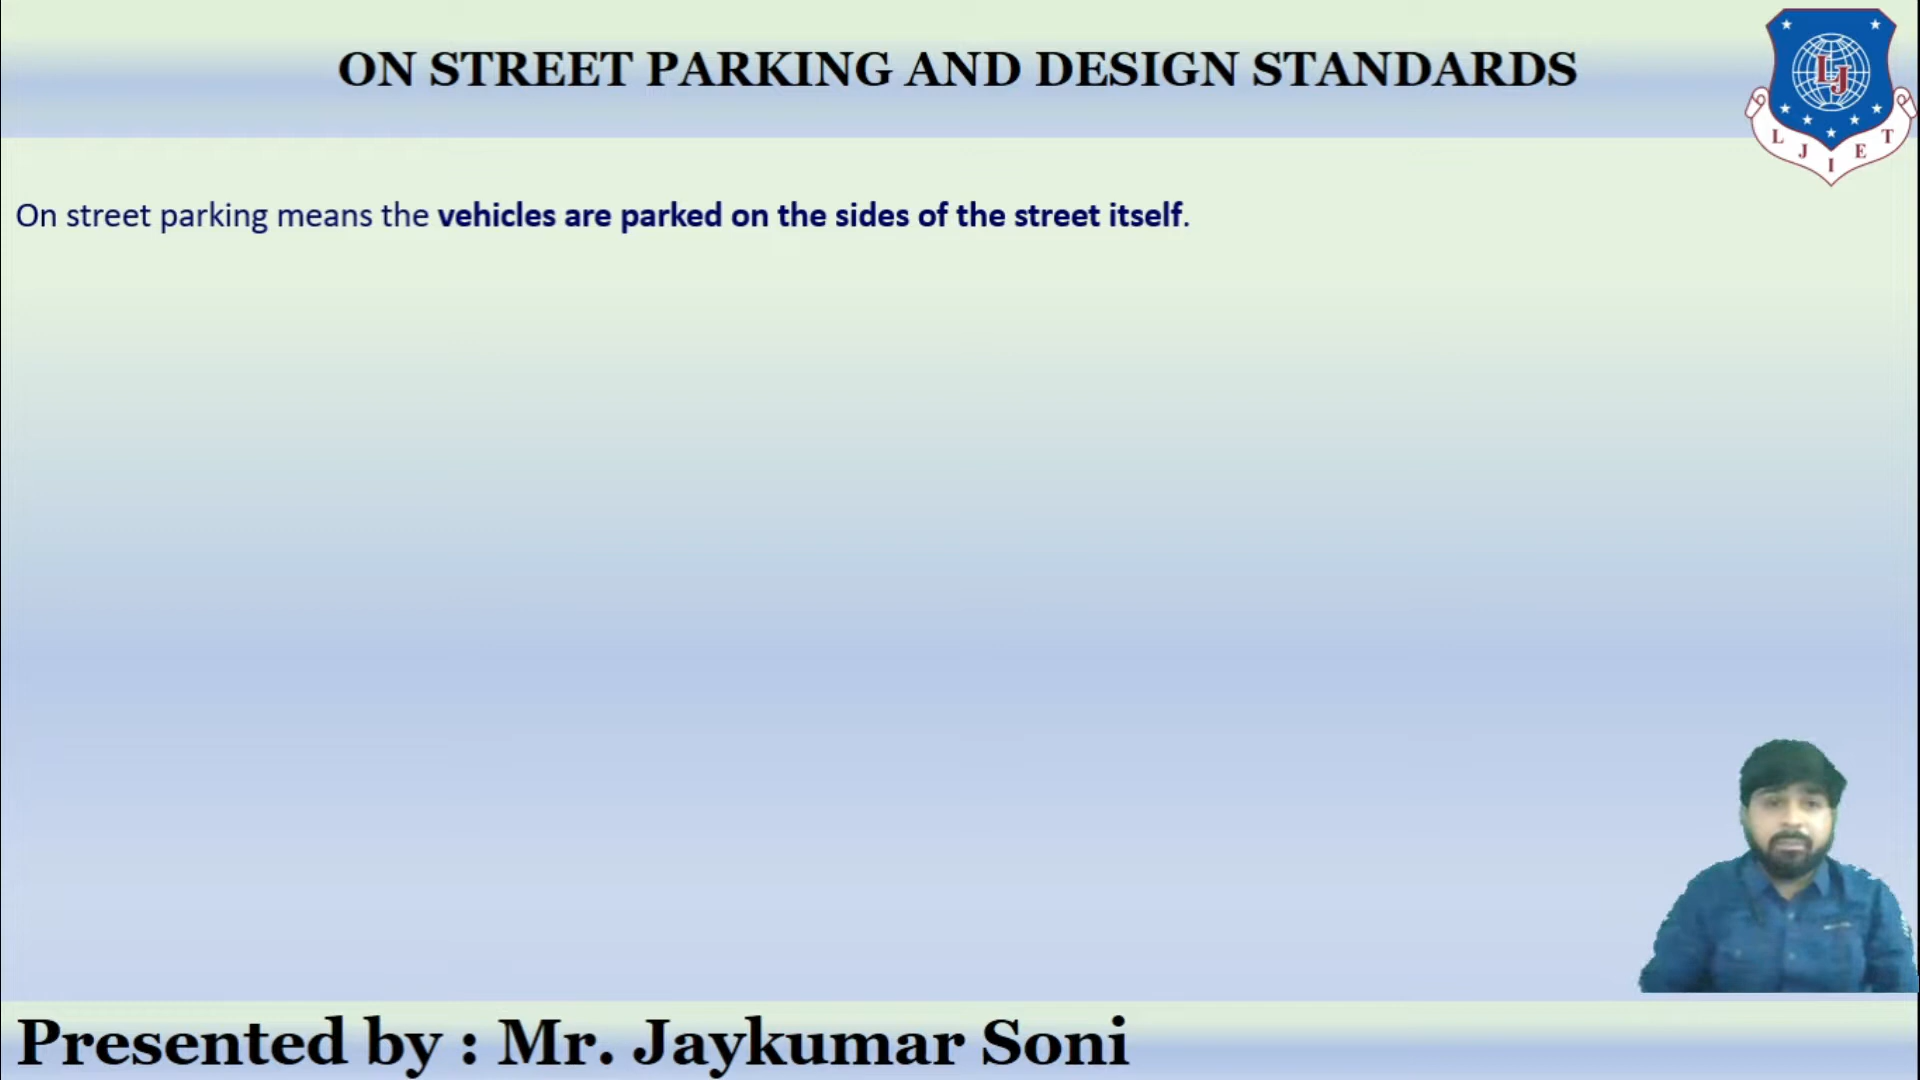 ON STREET PARKING AND DESIGN STANDARDS
LJ
L J I E T
On street parking means the vehicles are parked on the sides of the street itself.
Presented by : Mr. Jaykumar Soni